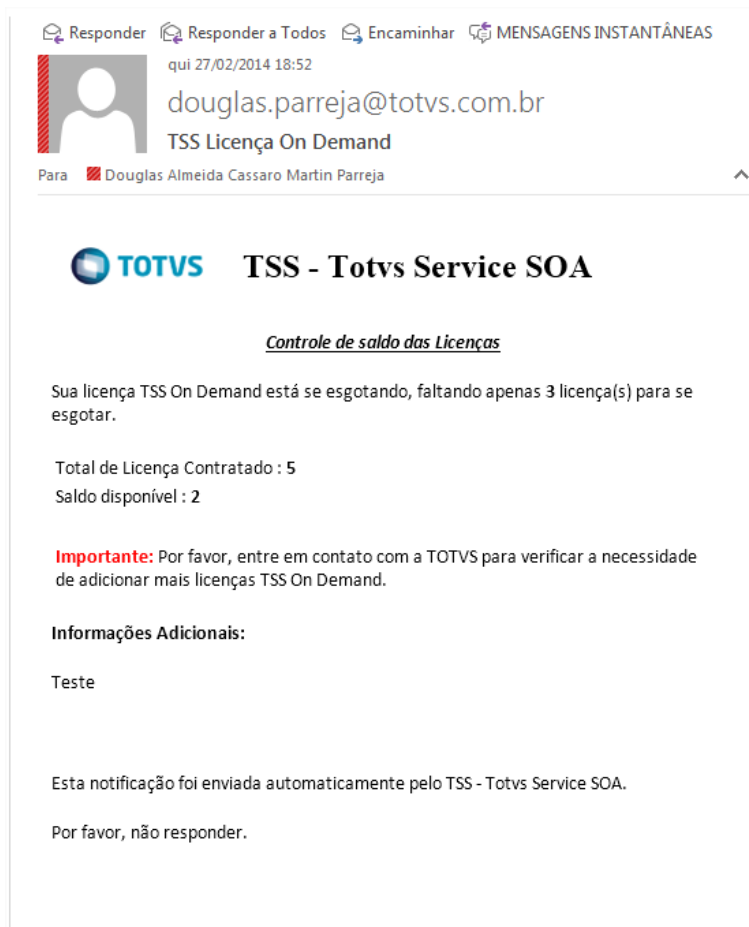 Responder Responder a Todos Encaminhar MENSAGENS INSTANTÂNEAS
qui 27/02/2014 18:52
douglas.parreja@totvs.com.br
TSS Licença On Demand
Para Douglas Almeida Cassaro Martin Parreja
TOTVS TSS - Totvs Service SOA
Controle de saldo das Licenças
Sua licença TSS On Demand está se esgotando, faltando apenas 3 licença(s) para se
esgotar.
Total de Licença Contratado : 5
Saldo disponível : 2
Importante: Por favor, entre em contato com a TOTVS para verificar a necessidade
de adicionar mais licenças TSS On Demand.
Informações Adicionais:
Teste
Esta notificação foi enviada automaticamente pelo TSS - Totvs Service SOA.
Por favor, não responder.